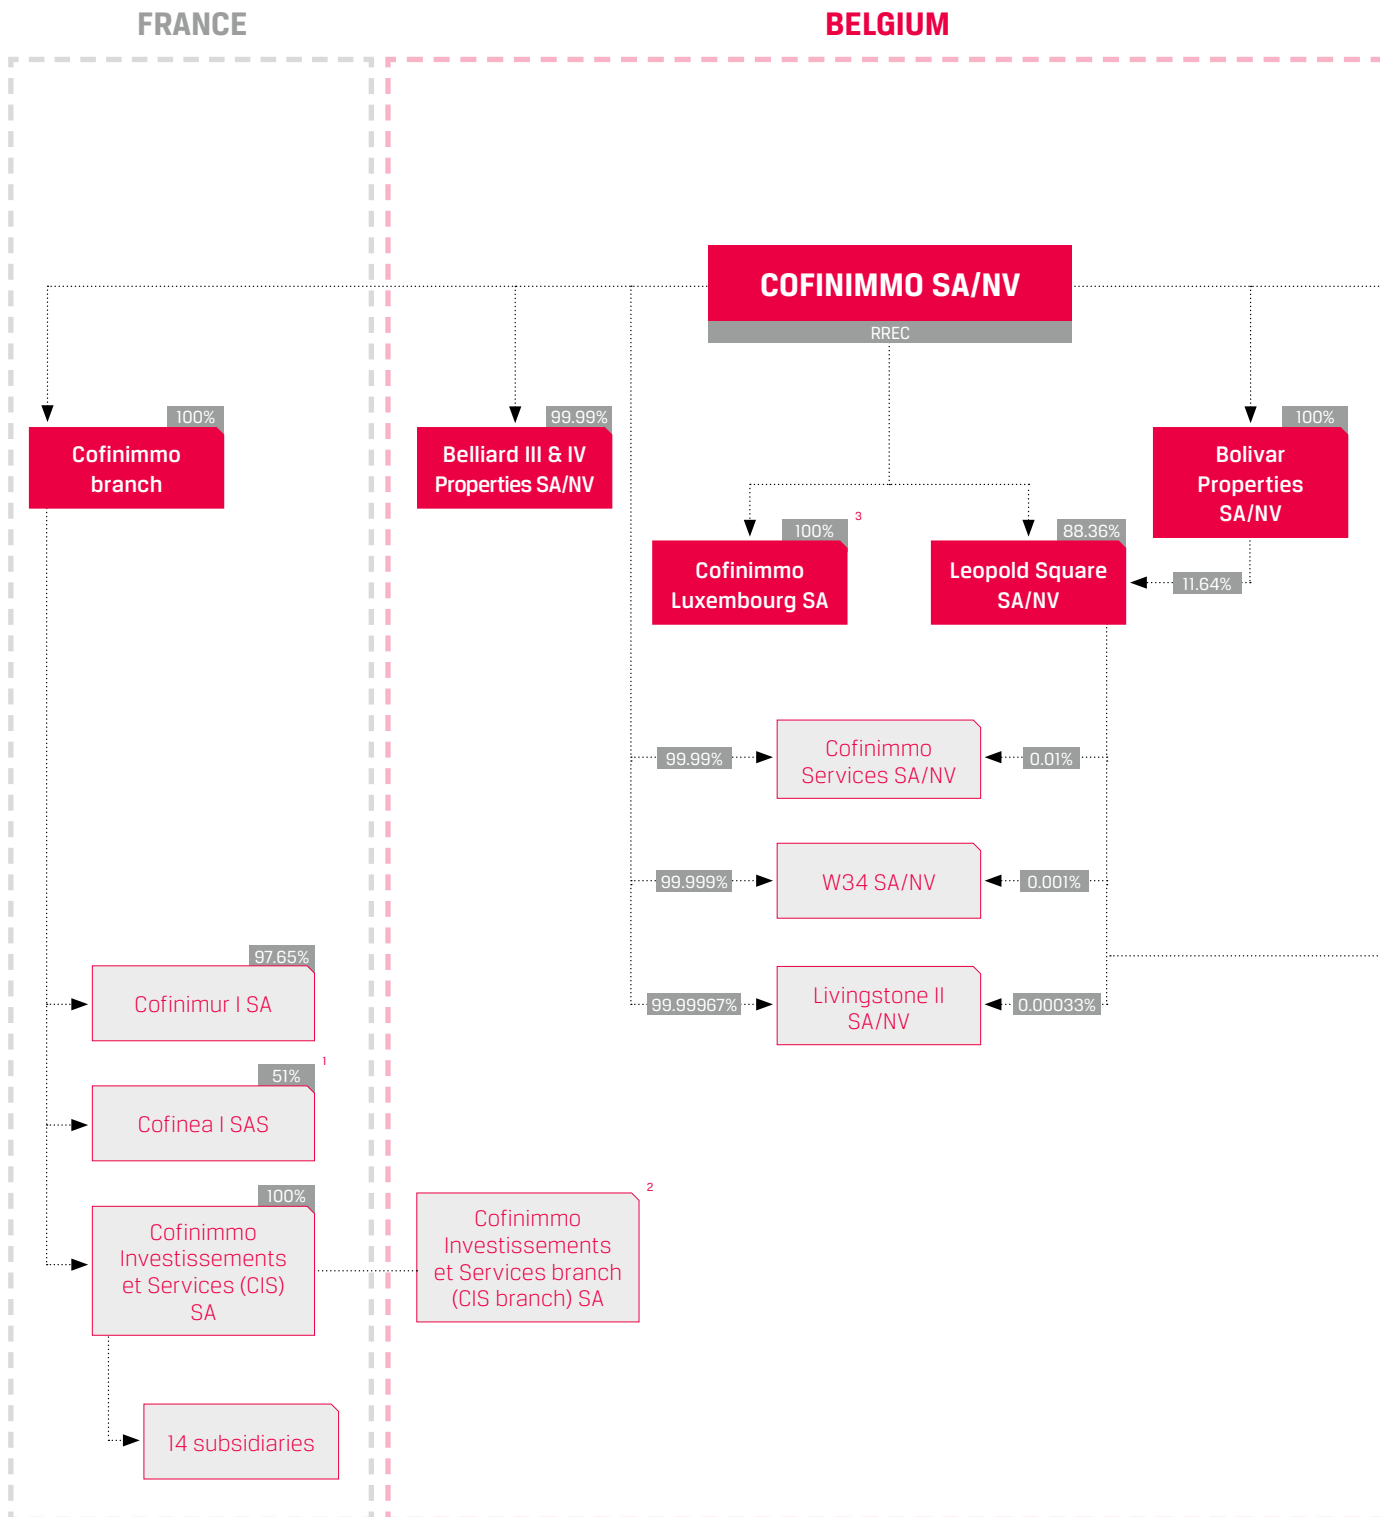 FRANCE
BELGIUM
COFINIMMO SA/NV
RREC
100%
Cofinimmo
branch
99.99%
Belliard III & IV
Properties SA/NV
100%
Bolivar
Properties
SA/NV
100%
3
Cofinimmo
Luxembourg SA
88.36%
Leopold Square
SA/NV
11.64%
99.99%
Cofinimmo
Services SA/NV
0.01%
99.999%
W34 SA/NV
0.001%
97.65%
Cofinimur I SA
99.99967%
Livingstone II
SA/NV
0.00033%
51%
1
Cofinea I SAS
100%
Cofinimmo
Investissements
et Services (CIS)
SA
2
Cofinimmo
Investissements
et Services branch
(CIS branch) SA
14 subsidiaries